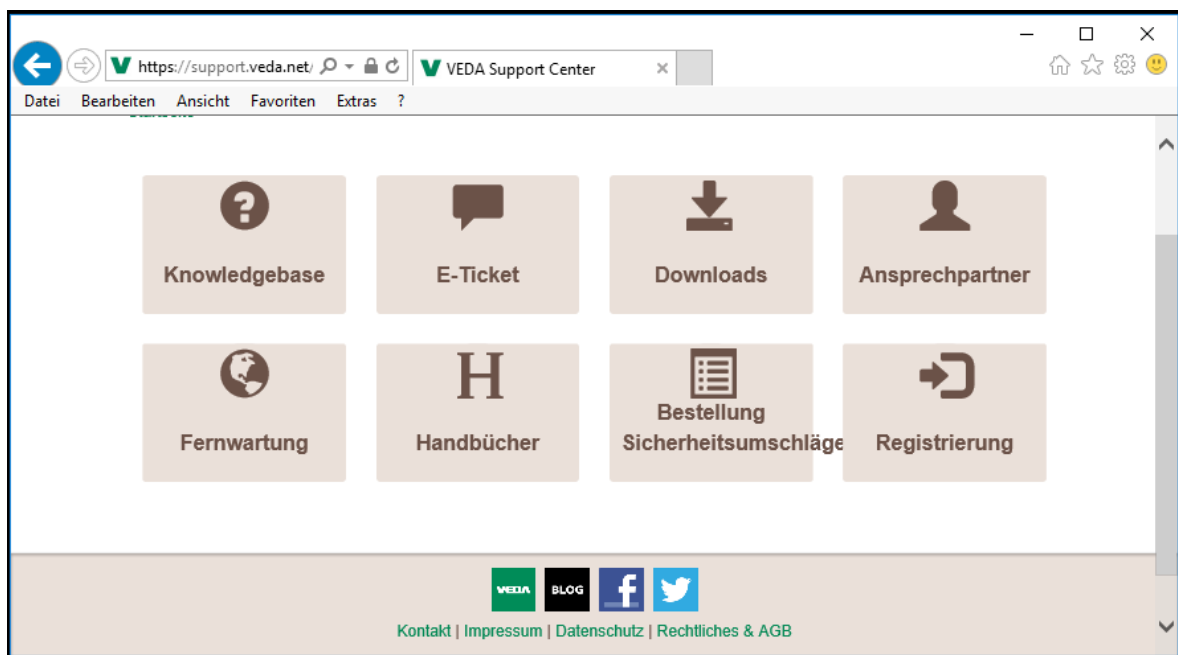 https://support.veda.net/
VEDA Support Center
Datei Bearbeiten Ansicht Favoriten Extras ?
Startseite
Knowledgebase
E-Ticket
Downloads
Ansprechpartner
Fernwartung
H
Handbücher
Bestellung
Sicherheitsumschläge
Registrierung
VEDA
BLOG
Kontakt | Impressum | Datenschutz | Rechtliches & AGB